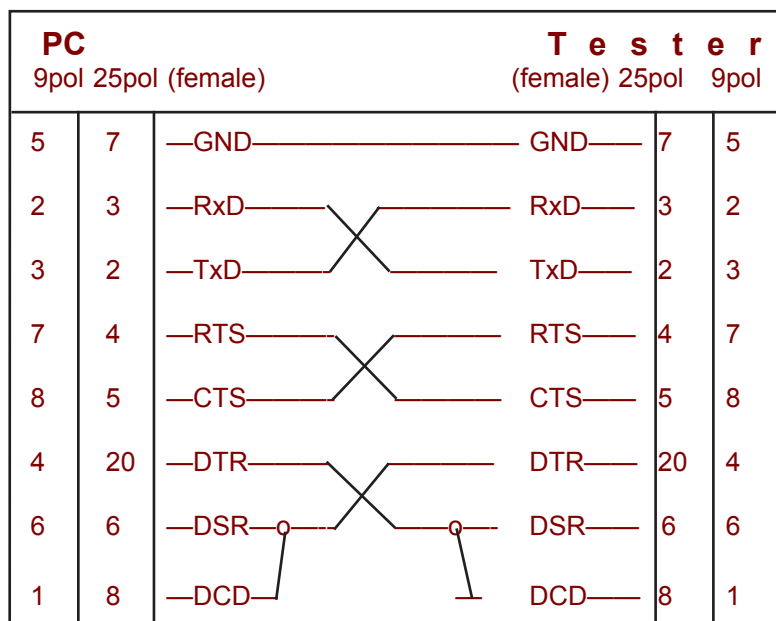 PC T e s t e r
9pol 25pol (female) (female) 25pol 9pol
5 7 GND GND 7 5
2 3 RxD RxD 3 2
3 2 TxD TxD 2 3
7 4 RTS RTS 4 7
8 5 CTS CTS 5 8
4 20 DTR DTR 20 4
6 6 DSR o o DSR 6 6
1 8 DCD DCD 8 1